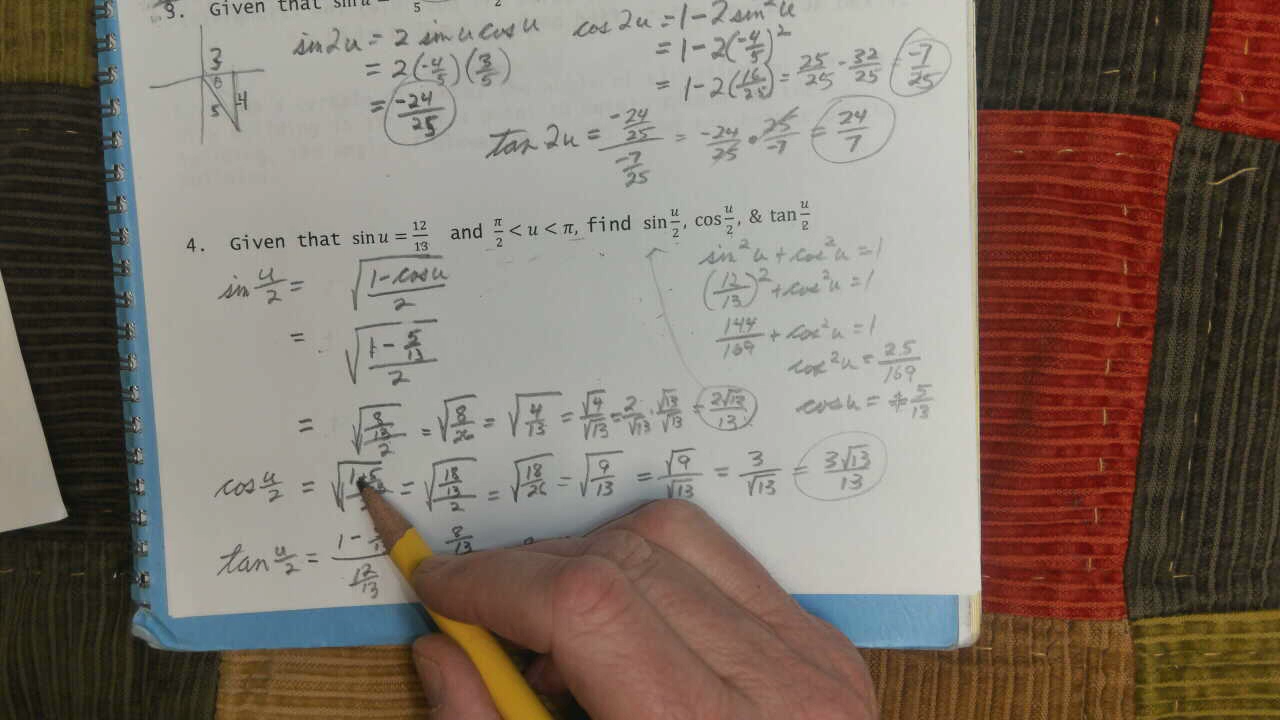 3. Given that sin u =
5
2
3
θ
5
4
sin 2u = 2 sin u cos u
= 2(-4/5)(3/5)
= -24/25
cos 2u = 1 - 2 sin²u
= 1 - 2(-4/5)²
= 1 - 2(16/25) = 25/25 - 32/25 = -7/25
tan 2u = (-24/25)/(-7/25) = -24/25 • 25/-7 = 24/7
4. Given that sin u = 12/13 and π/2 < u < π, find sin u/2, cos u/2, & tan u/2
sin u/2 = √((1 - cos u)/2)
= √((1 - 5/13)/2)
= √((8/13)/2) = √(8/26) = √(4/13) = √4/√13 = 2/√13 · √13/√13 = 2√13/13
sin²u + cos²u = 1
(12/13)² + cos²u = 1
144/169 + cos²u = 1
cos²u = 25/169
cos u = 5/13
cos u/2 = = √((18/13)/2) = √(18/26) = √(9/13) = √9/√13 = 3/√13 = 3√13/13
tan u/2 = 1 - 12/13 8/13